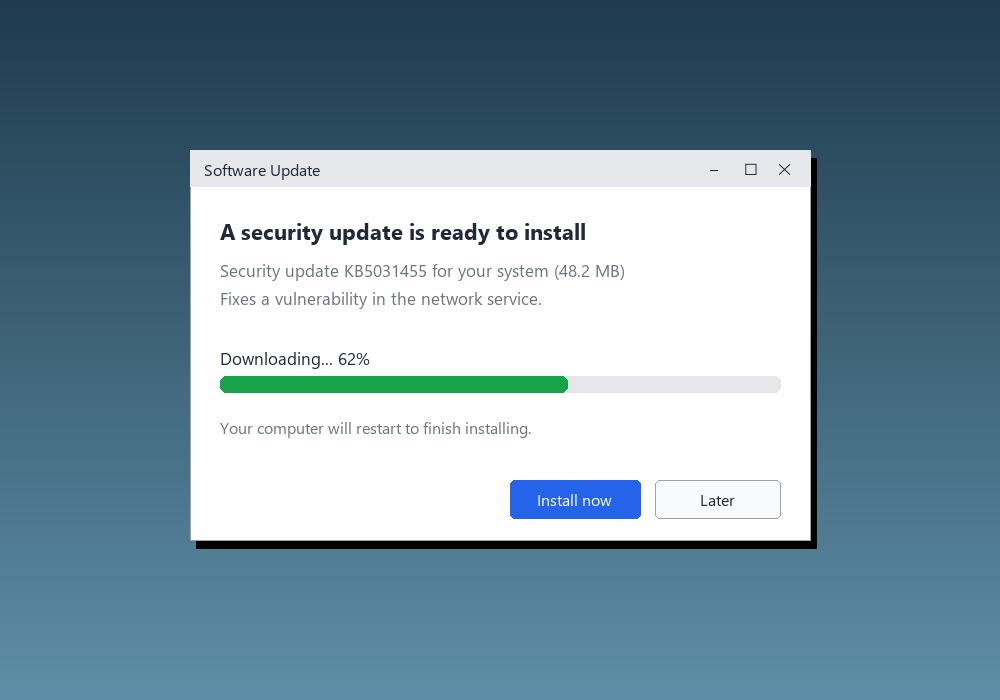 Software Update
A security update is ready to install
Security update KB5031455 for your system (48.2 MB)
Fixes a vulnerability in the network service.
Downloading... 62%
Your computer will restart to finish installing.
Install now
Later